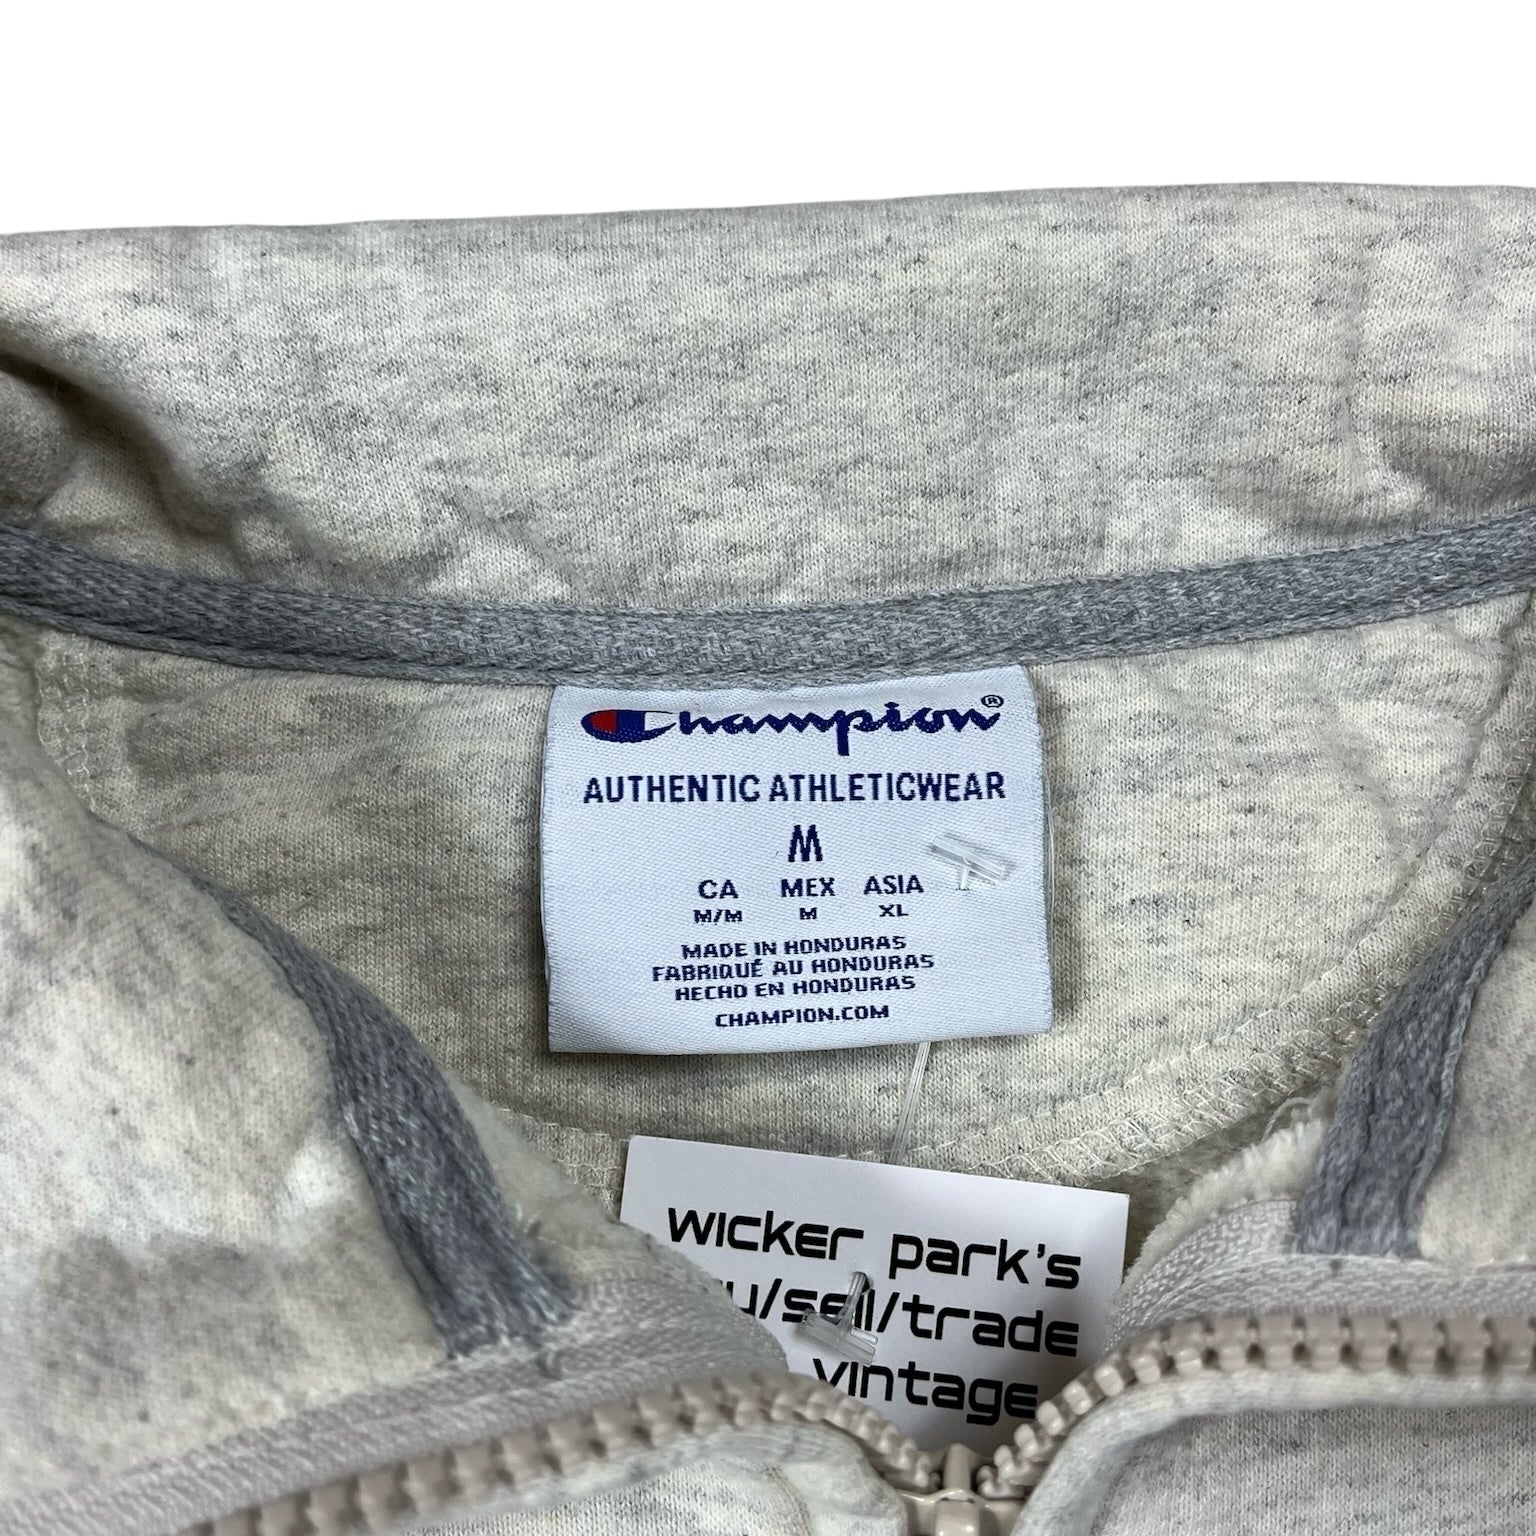 Champion®
AUTHENTIC ATHLETICWEAR
M
CA MEX ASIA
M/M M XL
MADE IN HONDURAS
FABRIQUÉ AU HONDURAS
HECHO EN HONDURAS
CHAMPION.COM
wicker park's
sell/trade
vintage